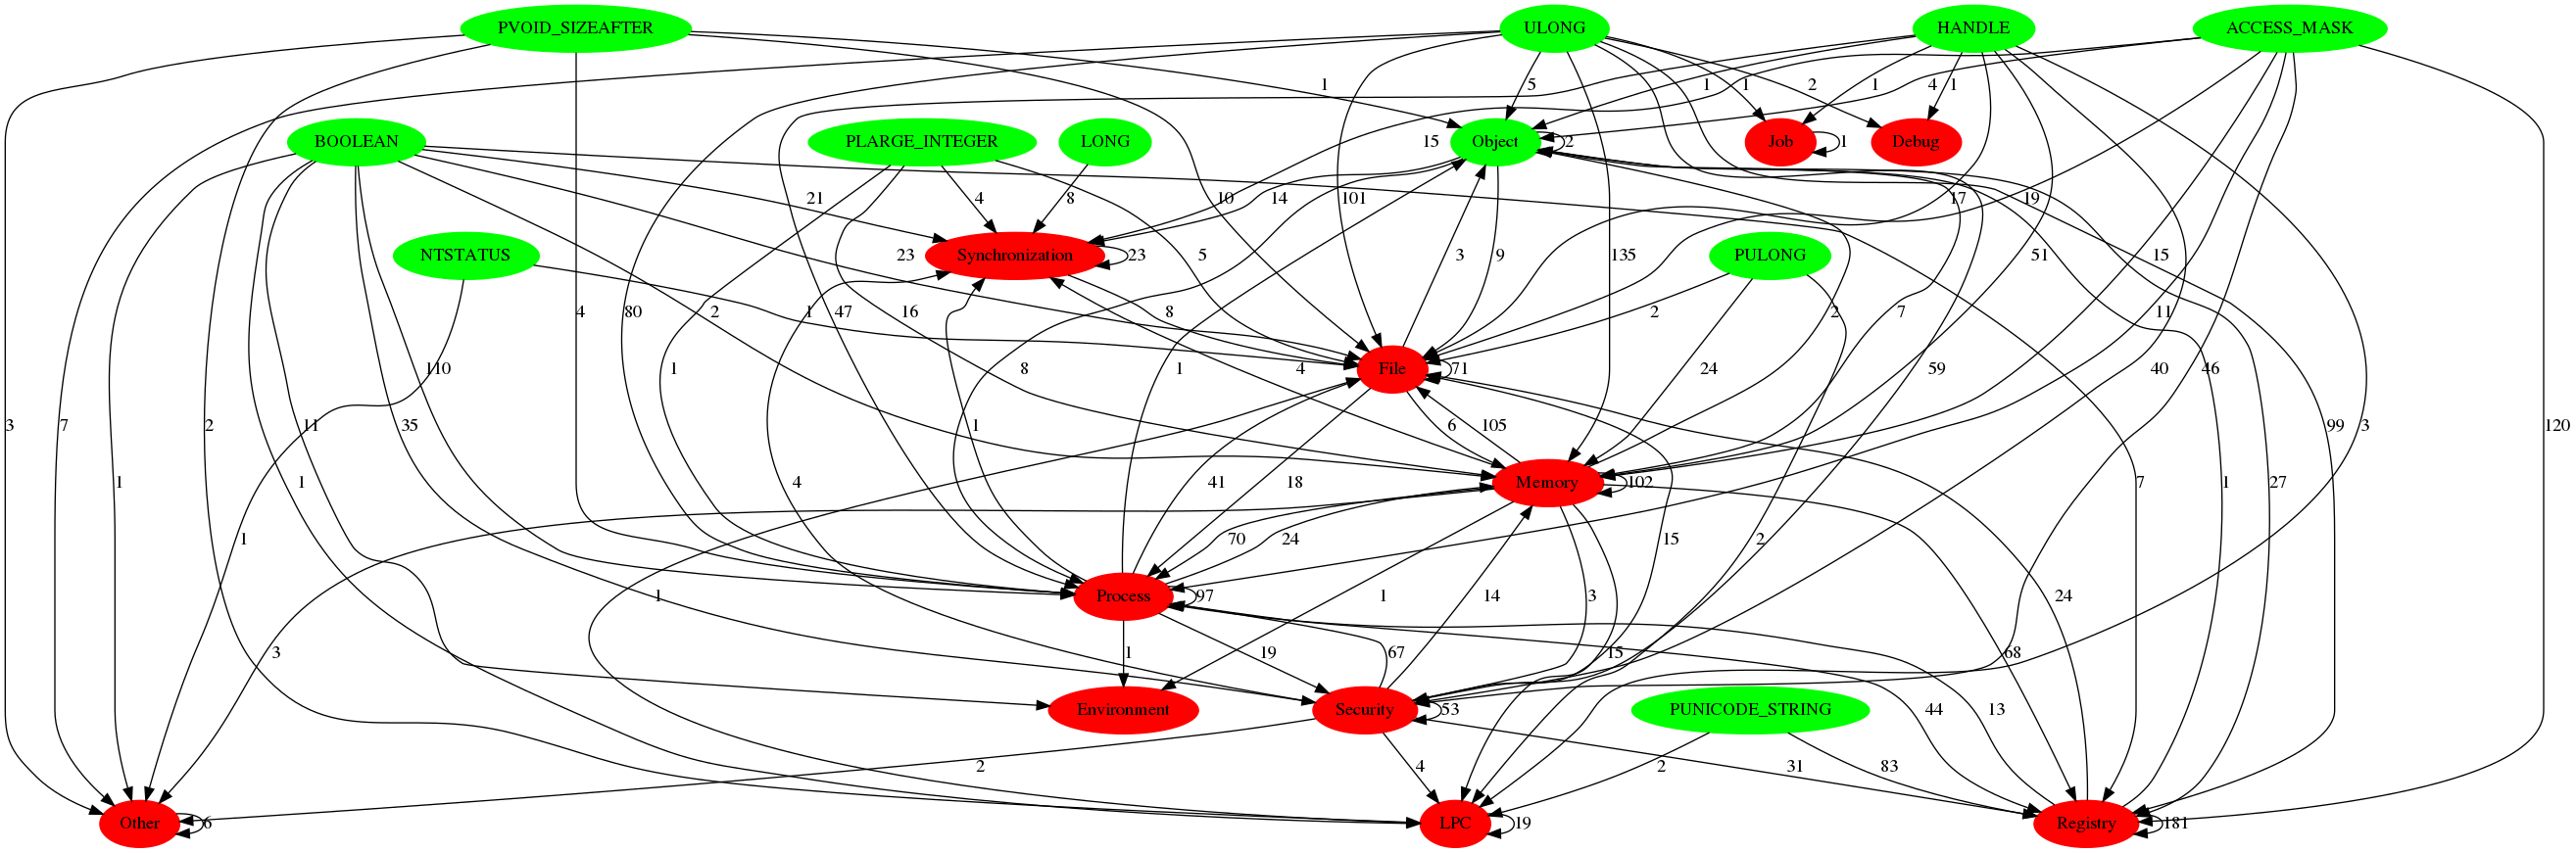 PVOID_SIZEAFTER ULONG HANDLE ACCESS_MASK
1 5 1 1 2 1 4 1
BOOLEAN PLARGE_INTEGER LONG 15 Object 2 Job 1 Debug
21 4 8 14 10 101 17 19
NTSTATUS Synchronization 23 23 5 3 9 135 PULONG 51 15
4 80 47 2 1 16 8 2 2 7 11
1 8 4 File 71 24 59 40 46
3 7 1 2 11 35 110 1 6 105 99 3 120
1 4 41 18 Memory 102 7 1 27
1 70 24 15 2
1 Process 97 1 14 3 24
3 1 19 67 15 68
Environment Security 53 PUNICODE_STRING 44 13
2 4 2 31 83
Other 6 LPC 19 Registry 181